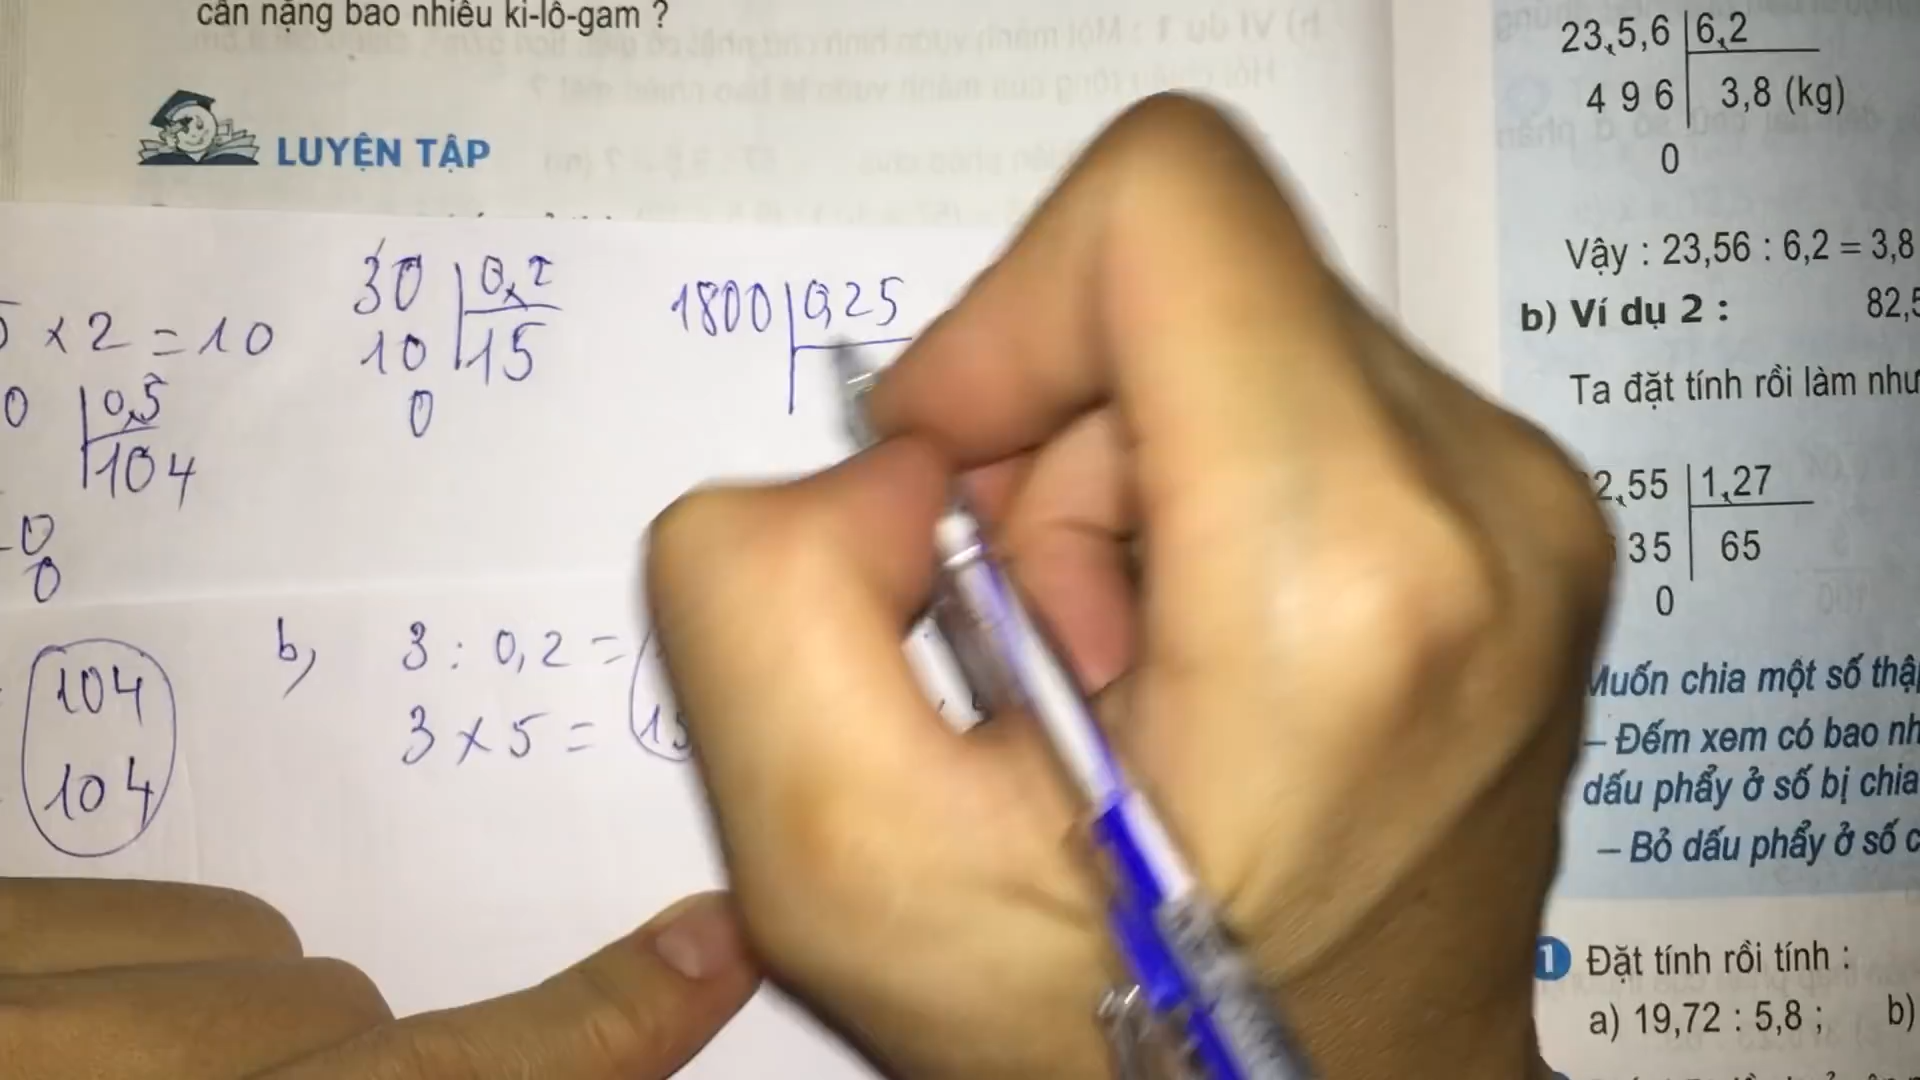 cân nặng bao nhiêu ki-lô-gam ?
LUYỆN TẬP
× 2 = 10
0 0,5
104
0
0
30 0,2
10 15
0
1800 0,25
104
104
b, 3 : 0,2 =
3 × 5 =
23,5,6 6,2
4 9 6 3,8 (kg)
0
Vậy : 23,56 : 6,2 = 3,8
b) Ví dụ 2 : 82,5
Ta đặt tính rồi làm như
2,55 1,27
35 65
0
Muốn chia một số thập
– Đếm xem có bao nh
dấu phẩy ở số bị chia
– Bỏ dấu phẩy ở số c
1 Đặt tính rồi tính :
a) 19,72 : 5,8 ; b)